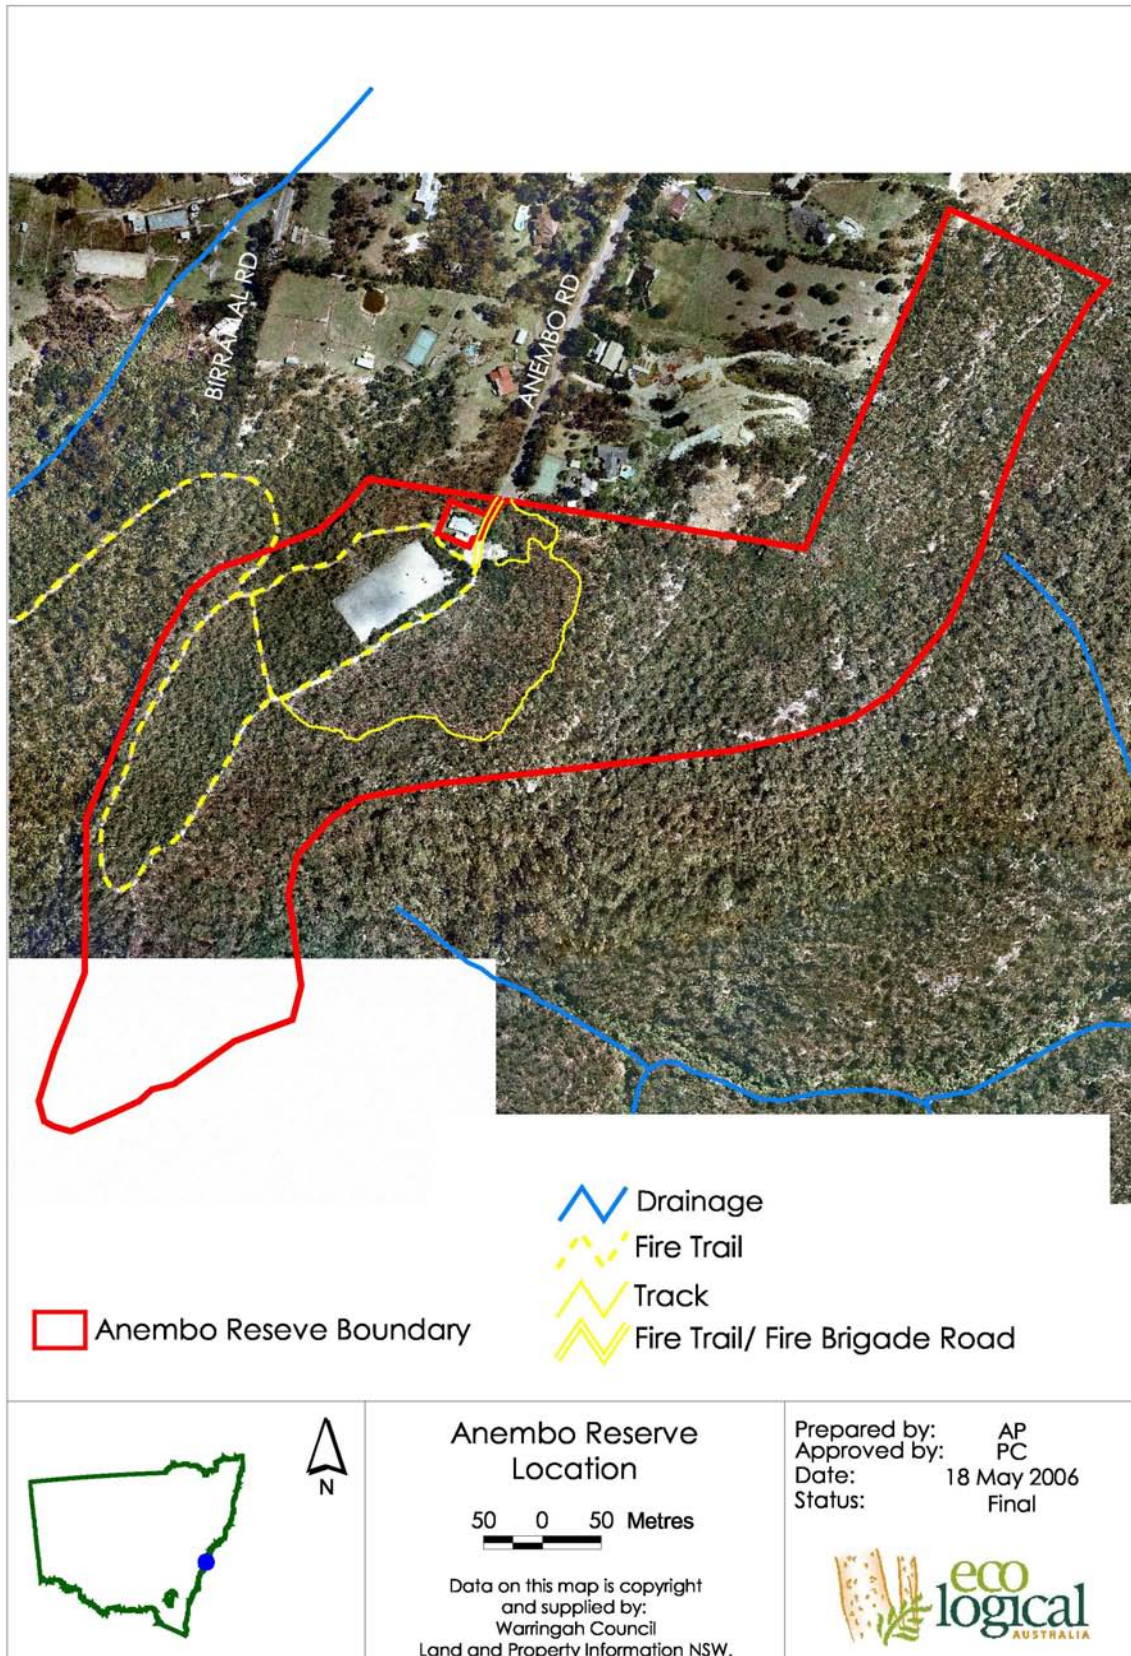 BIRRAMAL RD
ANEMBO RD
Drainage
Fire Trail
Track
Fire Trail/ Fire Brigade Road
Anembo Reseve Boundary
N
Anembo Reserve
Location
50 0 50 Metres
Data on this map is copyright
and supplied by:
Warringah Council
Land and Property Information NSW.
Prepared by: AP
Approved by: PC
Date: 18 May 2006
Status: Final
eco
logical
AUSTRALIA